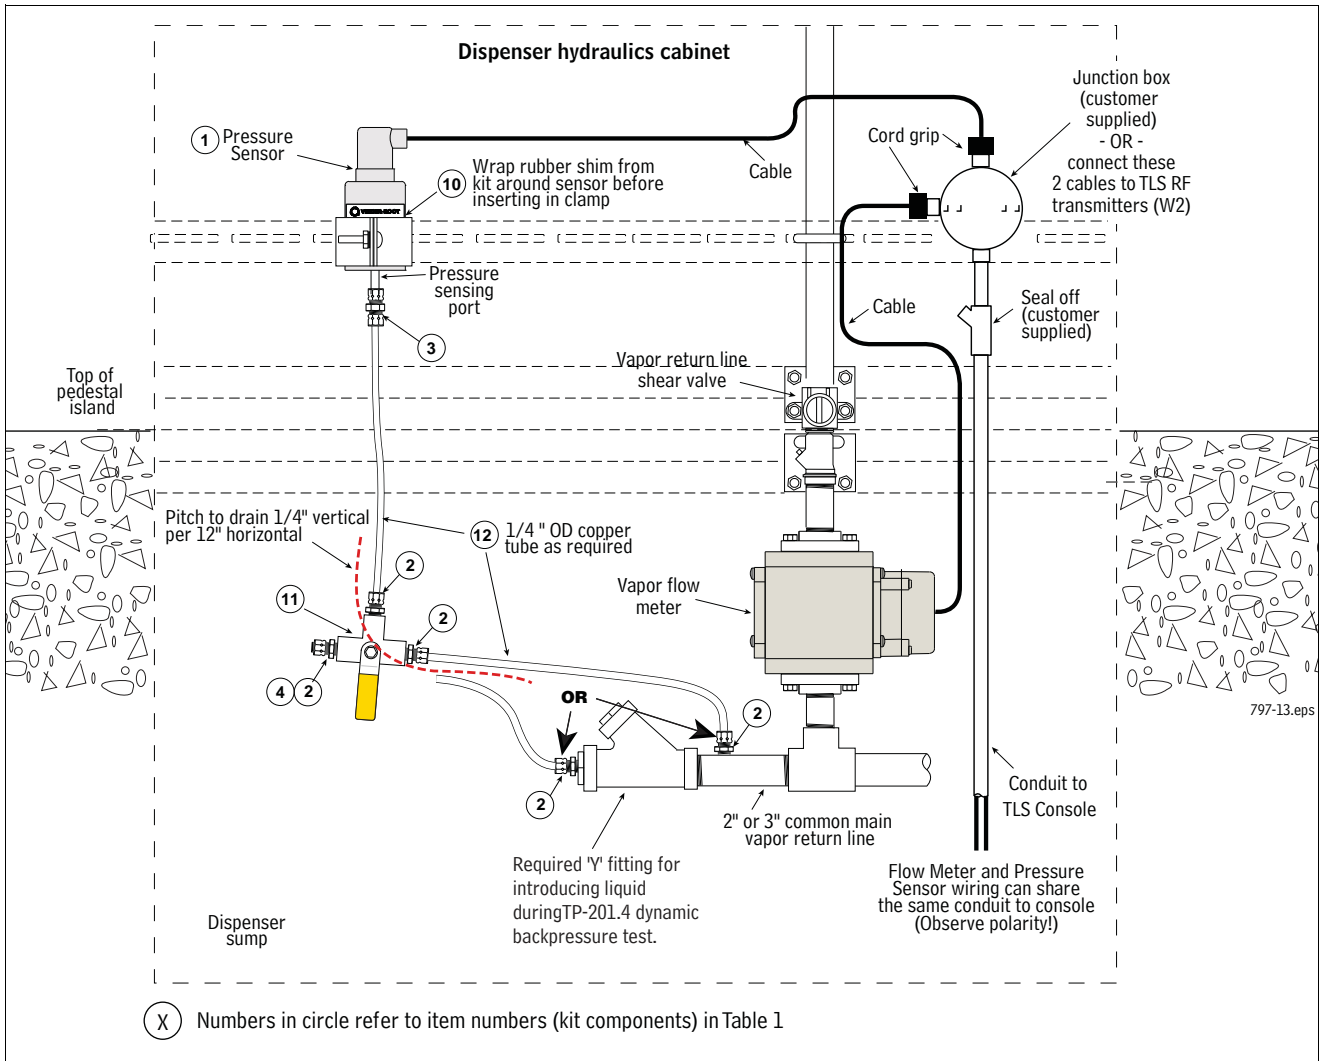 Dispenser hydraulics cabinet
Junction box
(customer
supplied)
- OR -
connect these
2 cables to TLS RF
transmitters (W2)
1 Pressure
Sensor
Cord grip
Cable
10 Wrap rubber shim from
kit around sensor before
inserting in clamp
VEEDER-ROOT
Pressure
sensing
port
3
Cable
Seal off
(customer
supplied)
Top of
pedestal
island
Vapor return line
shear valve
Pitch to drain 1/4" vertical
per 12" horizontal
12 1/4 " OD copper
tube as required
2
11
2
4 2
Vapor flow
meter
OR
2
2
797-13.eps
2" or 3" common main
vapor return line
Conduit to
TLS Console
Required 'Y' fitting for
introducing liquid
duringTP-201.4 dynamic
backpressure test.
Flow Meter and Pressure
Sensor wiring can share
the same conduit to console
(Observe polarity!)
Dispenser
sump
X Numbers in circle refer to item numbers (kit components) in Table 1